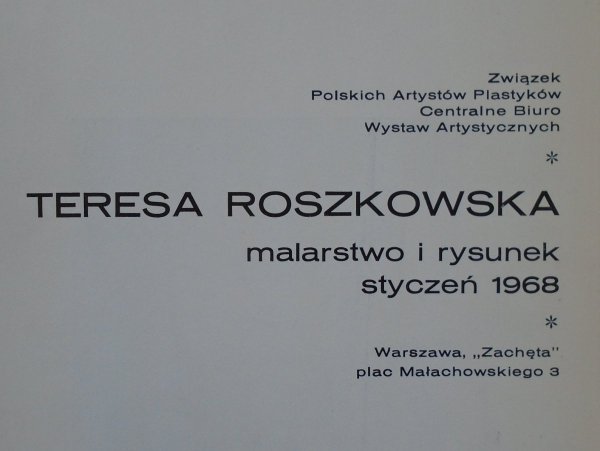 Związek
Polskich Artystów Plastyków
Centralne Biuro
Wystaw Artystycznych
*
TERESA ROSZKOWSKA
malarstwo i rysunek
styczeń 1968
*
Warszawa, „Zachęta”
plac Małachowskiego 3